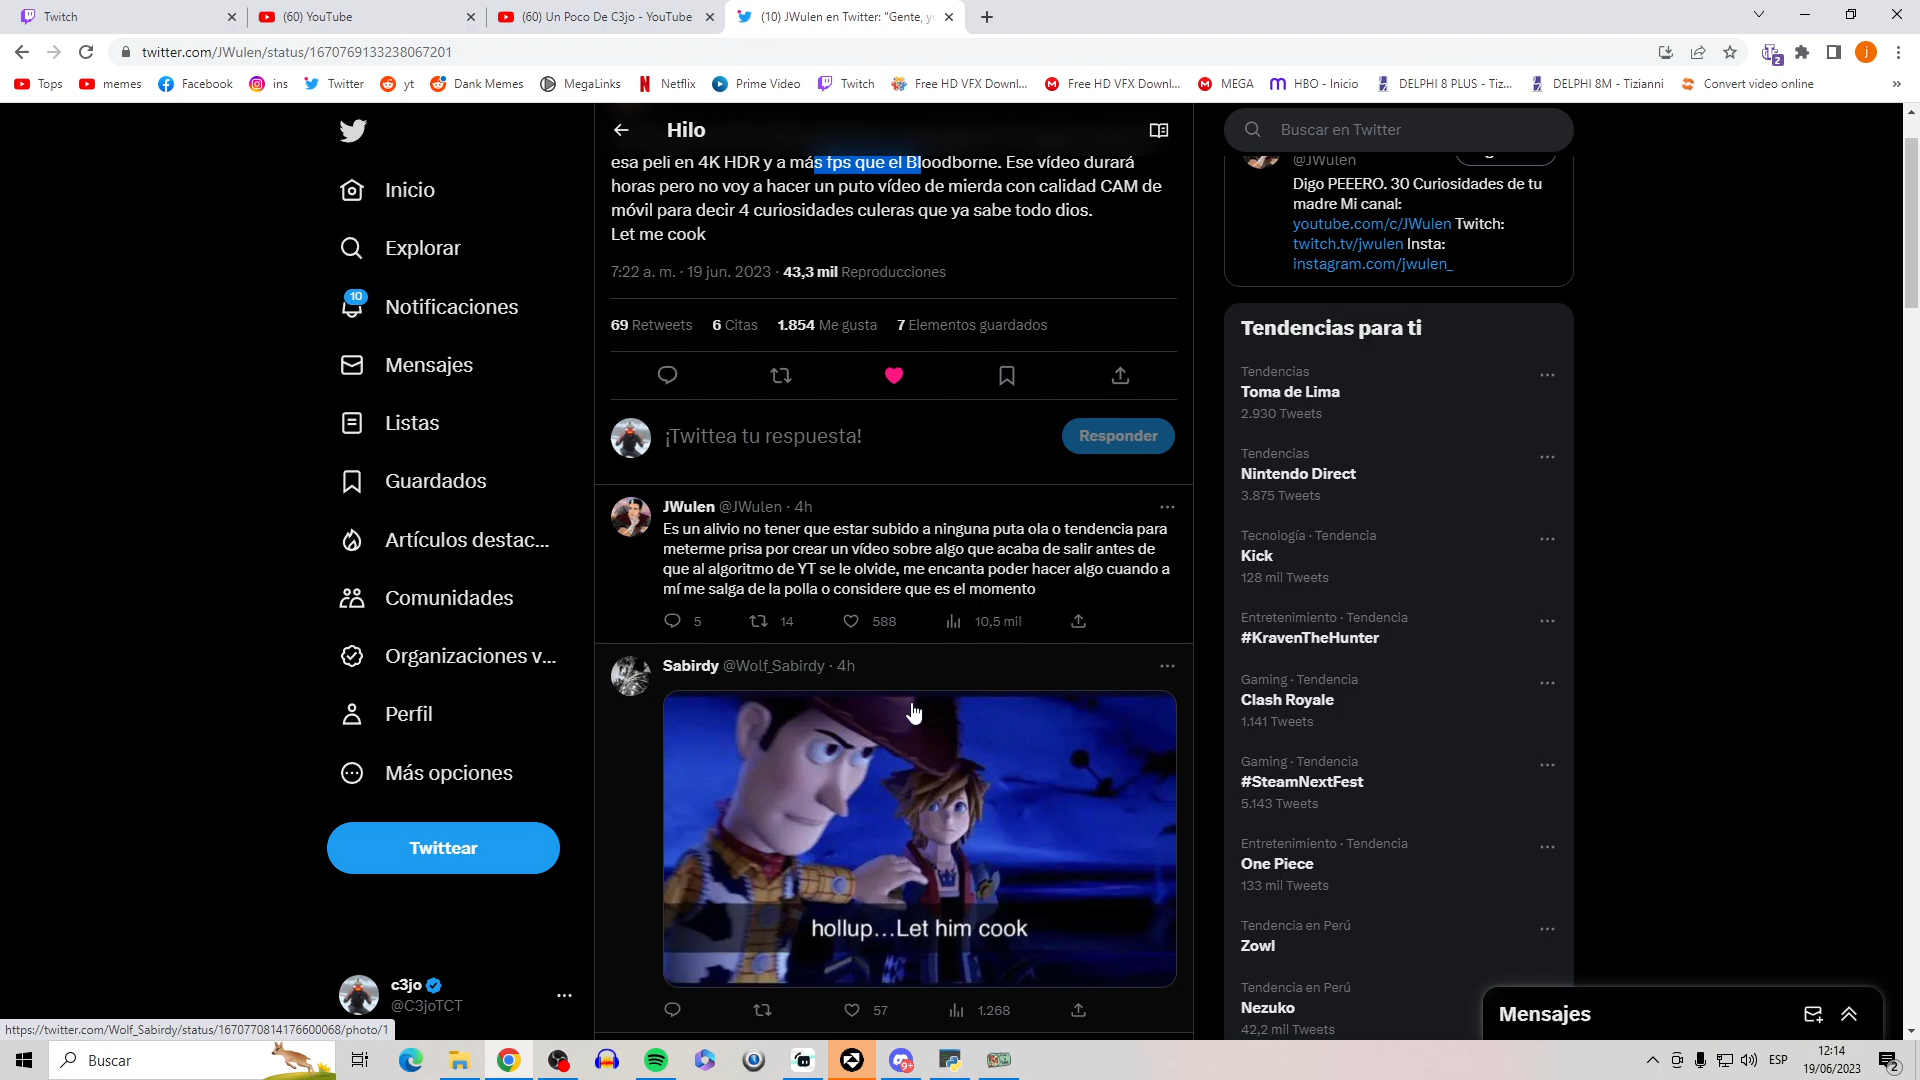 Twitch
(60) YouTube
(60) Un Poco De C3jo - YouTube
(10) JWulen en Twitter: "Gente, y
twitter.com/JWulen/status/1670769133238067201
j
2
Tops
memes
Facebook
ins
Twitter
yt
Dank Memes
MegaLinks
Netflix
Prime Video
Twitch
Free HD VFX Downl...
Free HD VFX Downl...
MEGA
HBO - Inicio
DELPHI 8 PLUS - Tiz...
DELPHI 8M - Tizianni
Convert video online
»
Inicio
Explorar
10
Notificaciones
Mensajes
Listas
Guardados
Artículos destac...
Comunidades
Organizaciones v...
Perfil
Más opciones
Twittear
c3jo
@C3joTCT
Hilo
esa peli en 4K HDR y a más fps que el Bloodborne. Ese vídeo durará
horas pero no voy a hacer un puto vídeo de mierda con calidad CAM de
móvil para decir 4 curiosidades culeras que ya sabe todo dios.
Let me cook
7:22 a. m. · 19 jun. 2023 · 43,3 mil Reproducciones
69 Retweets 6 Citas 1.854 Me gusta 7 Elementos guardados
¡Twittea tu respuesta!
Responder
JWulen @JWulen · 4h
Es un alivio no tener que estar subido a ninguna puta ola o tendencia para
meterme prisa por crear un vídeo sobre algo que acaba de salir antes de
que al algoritmo de YT se le olvide, me encanta poder hacer algo cuando a
mí me salga de la polla o considere que es el momento
5 14 588 10,5 mil
Sabirdy @Wolf_Sabirdy · 4h
hollup...Let him cook
57 1.268
Buscar en Twitter
@JWulen
Digo PEEERO. 30 Curiosidades de tu
madre Mi canal:
youtube.com/c/JWulen Twitch:
twitch.tv/jwulen Insta:
instagram.com/jwulen_
Tendencias para ti
Tendencias
Toma de Lima
2.930 Tweets
Tendencias
Nintendo Direct
3.875 Tweets
Tecnología · Tendencia
Kick
128 mil Tweets
Entretenimiento · Tendencia
#KravenTheHunter
Gaming · Tendencia
Clash Royale
1.141 Tweets
Gaming · Tendencia
#SteamNextFest
5.143 Tweets
Entretenimiento · Tendencia
One Piece
133 mil Tweets
Tendencia en Perú
Zowl
Tendencia en Perú
Nezuko
42,2 mil Tweets
Mensajes
https://twitter.com/Wolf_Sabirdy/status/1670770814176600068/photo/1
Buscar
9+
ESP
12:14
19/06/2023
2